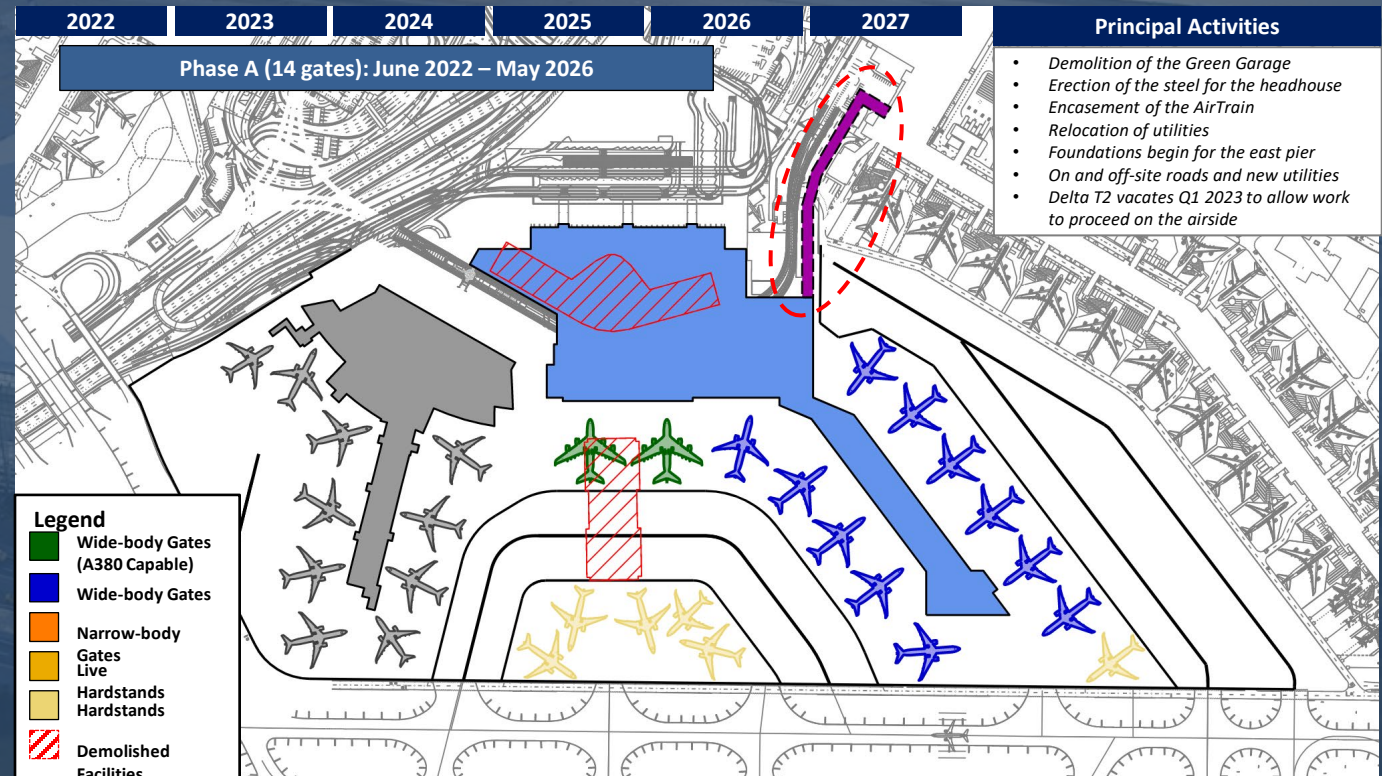 2022 2023 2024 2025 2026 2027
Phase A (14 gates): June 2022 – May 2026
Principal Activities
• Demolition of the Green Garage
• Erection of the steel for the headhouse
• Encasement of the AirTrain
• Relocation of utilities
• Foundations begin for the east pier
• On and off-site roads and new utilities
• Delta T2 vacates Q1 2023 to allow work
to proceed on the airside
Legend
Wide-body Gates
(A380 Capable)
Wide-body Gates
Narrow-body
Gates
Live
Hardstands
Hardstands
Demolished
Facilities